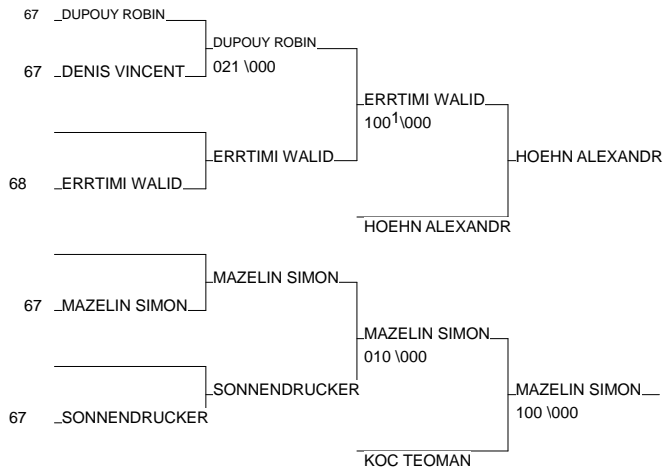 67 DUPOUY ROBIN
DUPOUY ROBIN
021 \000
67 DENIS VINCENT
ERRTIMI WALID
100¹\000
ERRTIMI WALID
HOEHN ALEXANDR
68 ERRTIMI WALID
HOEHN ALEXANDR
MAZELIN SIMON
67 MAZELIN SIMON
MAZELIN SIMON
010 \000
SONNENDRUCKER
MAZELIN SIMON
100 \000
67 SONNENDRUCKER
KOC TEOMAN